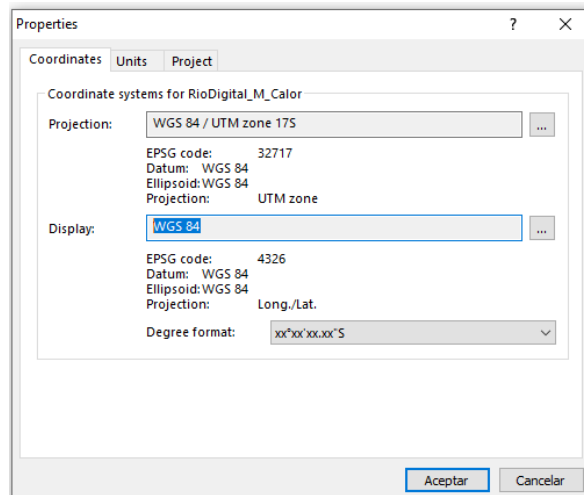 Properties
?
Coordinates Units Project
Coordinate systems for RioDigital_M_Calor
Projection: WGS 84 / UTM zone 17S ...
EPSG code: 32717
Datum: WGS 84
Ellipsoid: WGS 84
Projection: UTM zone
Display: WGS 84 ...
EPSG code: 4326
Datum: WGS 84
Ellipsoid: WGS 84
Projection: Long./Lat.
Degree format: xx°xx'xx.xx"S
Aceptar Cancelar